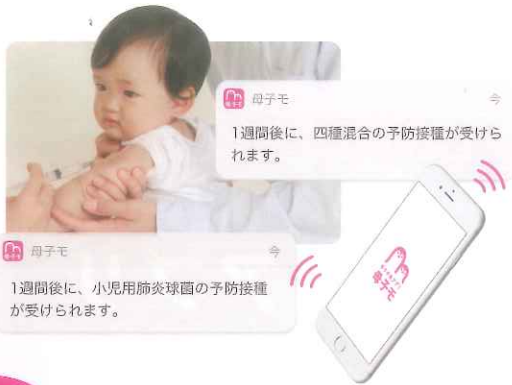 母子モ
今
1週間後に、四種混合の予防接種が受けら
れます。
母子モ
今
1週間後に、小児用肺炎球菌の予防接種
が受けられます。
母子モ